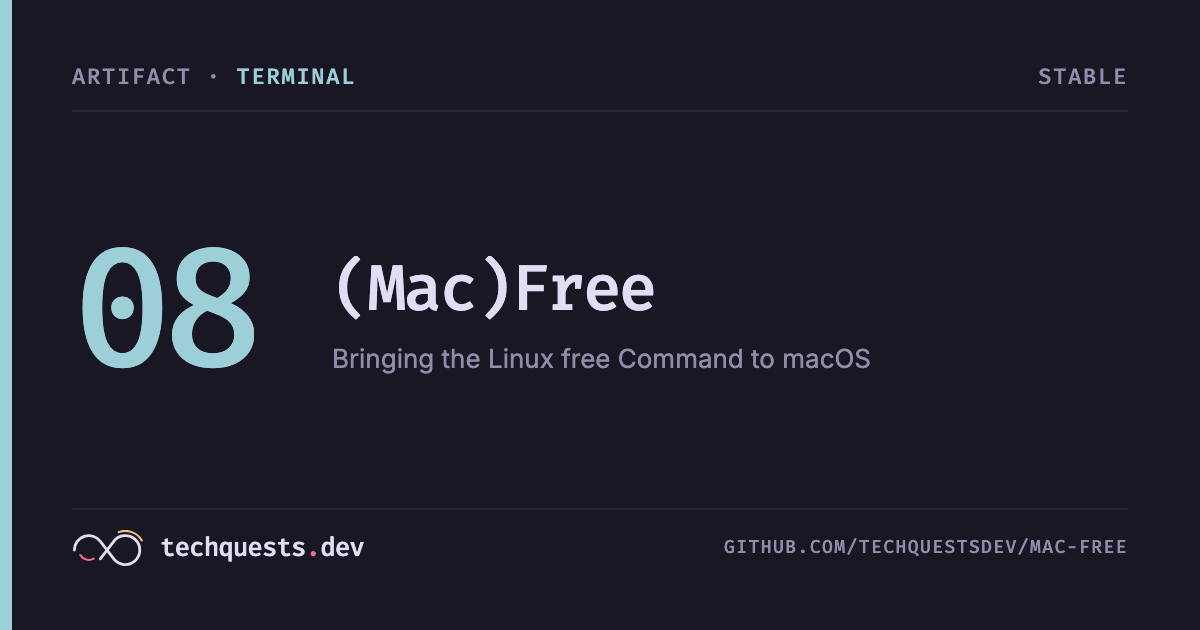 ARTIFACT · TERMINAL
STABLE
08
(Mac)Free
Bringing the Linux free Command to macOS
techquests.dev
GITHUB.COM/TECHQUESTSDEV/MAC-FREE